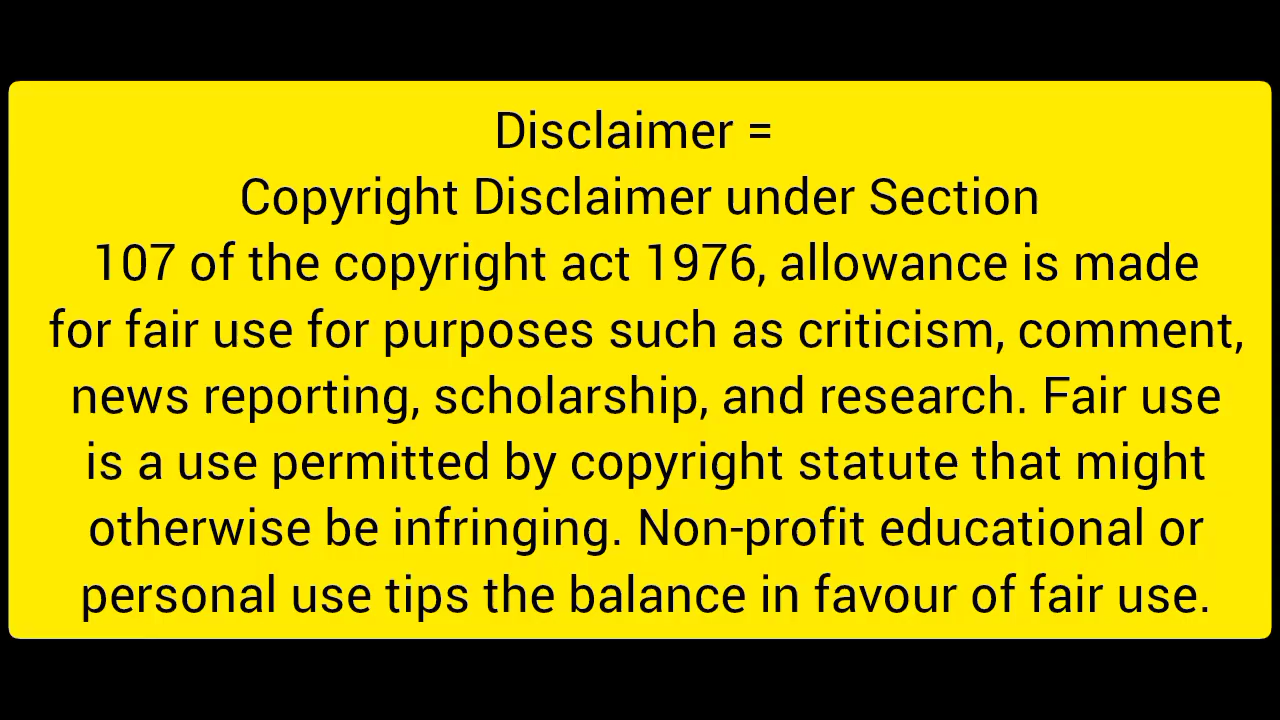 Disclaimer =
Copyright Disclaimer under Section
107 of the copyright act 1976, allowance is made
for fair use for purposes such as criticism, comment,
news reporting, scholarship, and research. Fair use
is a use permitted by copyright statute that might
otherwise be infringing. Non-profit educational or
personal use tips the balance in favour of fair use.